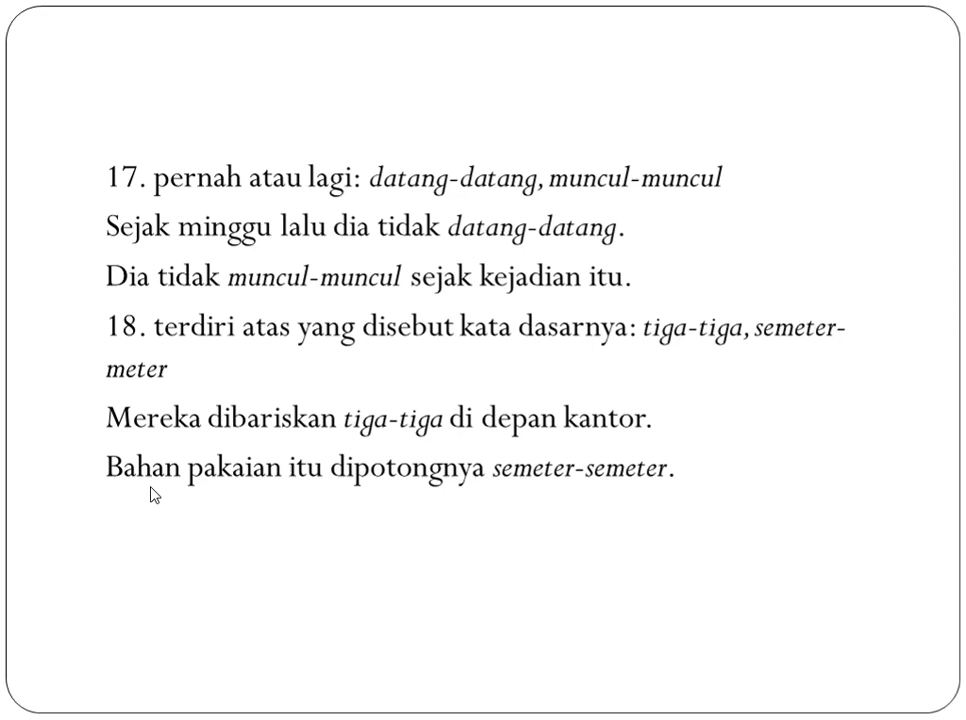 17. pernah atau lagi: datang-datang, muncul-muncul
Sejak minggu lalu dia tidak datang-datang.
Dia tidak muncul-muncul sejak kejadian itu.
18. terdiri atas yang disebut kata dasarnya: tiga-tiga, semeter-
meter
Mereka dibariskan tiga-tiga di depan kantor.
Bahan pakaian itu dipotongnya semeter-semeter.